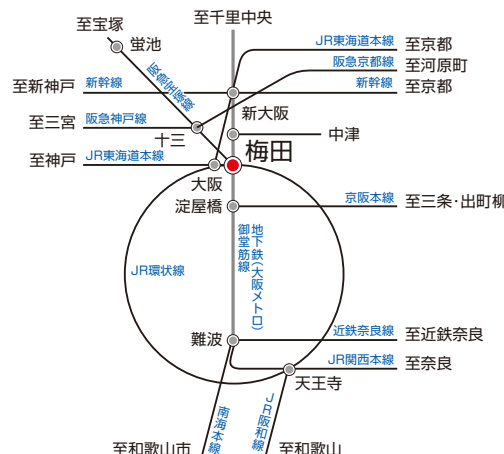 至宝塚
至千里中央
蛍池
JR東海道本線
至京都
阪急京都線
至河原町
阪急宝塚線
至新神戸
新幹線
新幹線
至京都
新大阪
至三宮
阪急神戸線
十三
中津
梅田
至神戸
JR東海道本線
大阪
淀屋橋
京阪本線
至三条・出町柳
地下鉄(大阪メトロ)
御堂筋線
JR環状線
難波
近鉄奈良線
至近鉄奈良
JR関西本線
至奈良
天王寺
南海本線
JR阪和線
至和歌山市
至和歌山